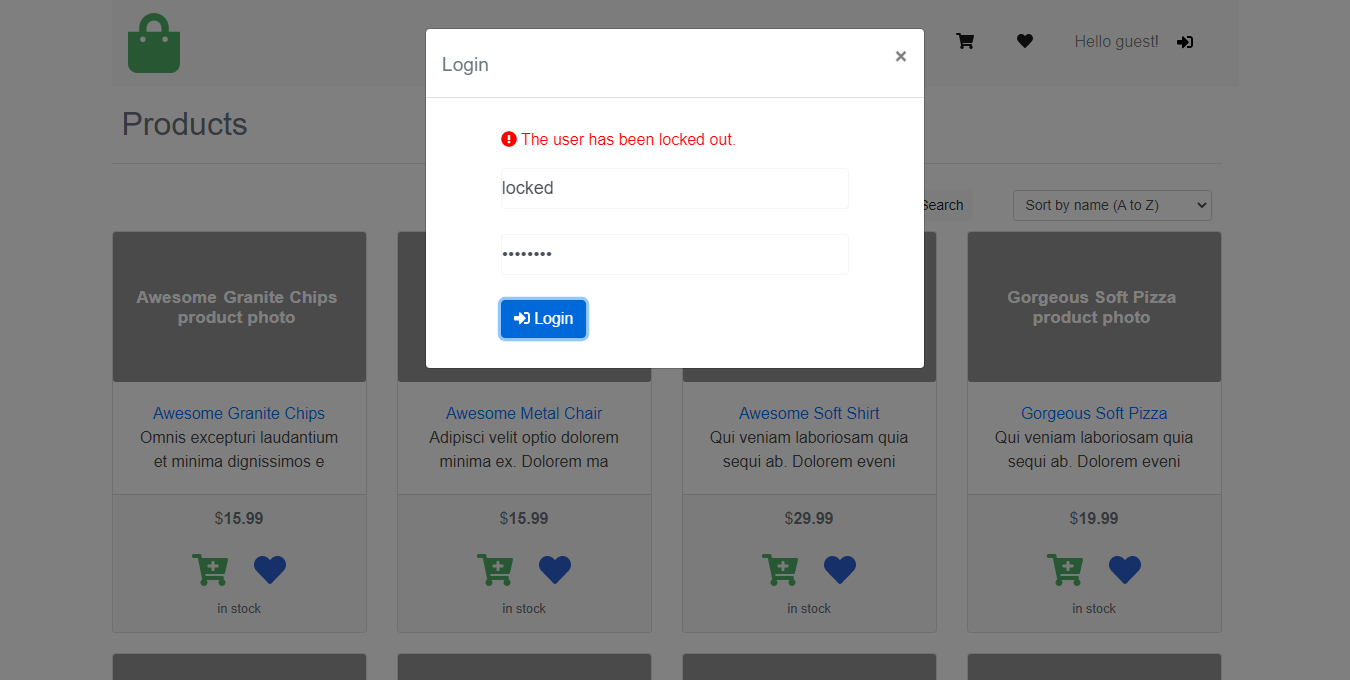 Hello guest!
Login
×
Products
The user has been locked out.
locked
••••••••
Login
Search
Sort by name (A to Z)
Awesome Granite Chips
product photo
Gorgeous Soft Pizza
product photo
Awesome Granite Chips
Omnis excepturi laudantium
et minima dignissimos e
$15.99
in stock
Awesome Metal Chair
Adipisci velit optio dolorem
minima ex. Dolorem ma
$15.99
in stock
Awesome Soft Shirt
Qui veniam laboriosam quia
sequi ab. Dolorem eveni
$29.99
in stock
Gorgeous Soft Pizza
Qui veniam laboriosam quia
sequi ab. Dolorem eveni
$19.99
in stock